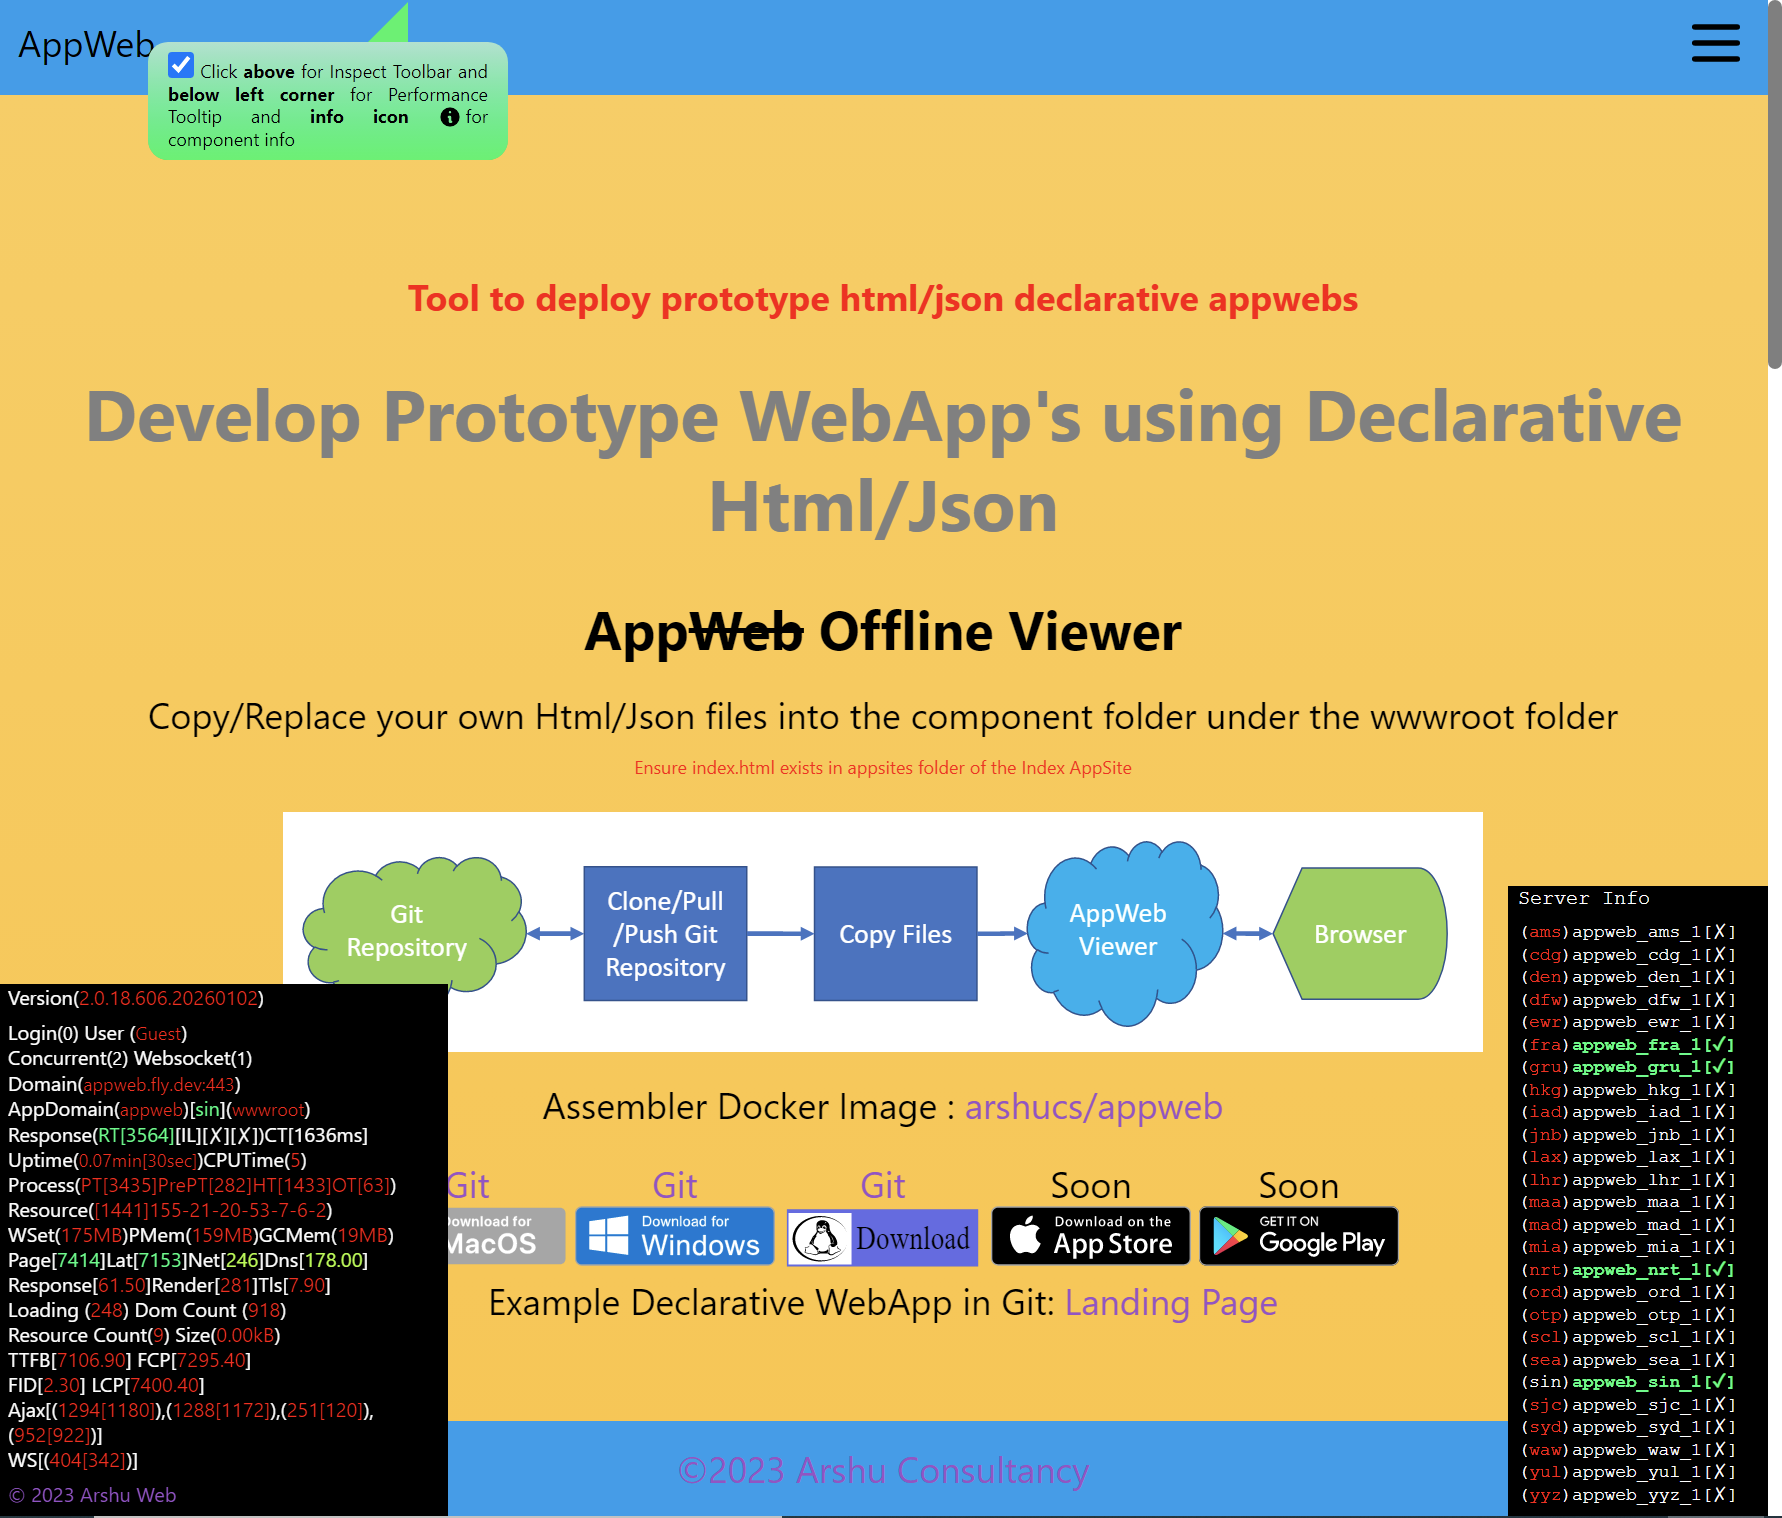 AppWeb
Click above for Inspect Toolbar and
below left corner for Performance
Tooltip and info icon for
component info
Tool to deploy prototype html/json declarative appwebs
Develop Prototype WebApp's using Declarative
Html/Json
AppWeb Offline Viewer
Copy/Replace your own Html/Json files into the component folder under the wwwroot folder
Ensure index.html exists in appsites folder of the Index AppSite
Git
Repository
Clone/Pull
/Push Git
Repository
Copy Files
AppWeb
Viewer
Browser
Assembler Docker Image : arshucs/appweb
Git
Git
Git
Soon
Soon
Download for
MacOS
Download for
Windows
Download
Download on the
App Store
GET IT ON
Google Play
Example Declarative WebApp in Git: Landing Page
©2023 Arshu Consultancy
Version(2.0.18.606.20260102)
Login(0) User (Guest)
Concurrent(2) Websocket(1)
Domain(appweb.fly.dev:443)
AppDomain(appweb)[sin](wwwroot)
Response(RT[3564][IL][✗][✗])CT[1636ms]
Uptime(0.07min[30sec])CPUTime(5)
Process(PT[3435]PrePT[282]HT[1433]OT[63])
Resource([1441]155-21-20-53-7-6-2)
WSet(175MB)PMem(159MB)GCMem(19MB)
Page[7414]Lat[7153]Net[246]Dns[178.00]
Response[61.50]Render[281]Tls[7.90]
Loading (248) Dom Count (918)
Resource Count(9) Size(0.00kB)
TTFB[7106.90] FCP[7295.40]
FID[2.30] LCP[7400.40]
Ajax[(1294[1180]),(1288[1172]),(251[120]),
(952[922])]
WS[(404[342])]
© 2023 Arshu Web
Server Info
(ams)appweb_ams_1[✗]
(cdg)appweb_cdg_1[✗]
(den)appweb_den_1[✗]
(dfw)appweb_dfw_1[✗]
(ewr)appweb_ewr_1[✗]
(fra)appweb_fra_1[✓]
(gru)appweb_gru_1[✓]
(hkg)appweb_hkg_1[✗]
(iad)appweb_iad_1[✗]
(jnb)appweb_jnb_1[✗]
(lax)appweb_lax_1[✗]
(lhr)appweb_lhr_1[✗]
(maa)appweb_maa_1[✗]
(mad)appweb_mad_1[✗]
(mia)appweb_mia_1[✗]
(nrt)appweb_nrt_1[✓]
(ord)appweb_ord_1[✗]
(otp)appweb_otp_1[✗]
(scl)appweb_scl_1[✗]
(sea)appweb_sea_1[✗]
(sin)appweb_sin_1[✓]
(sjc)appweb_sjc_1[✗]
(syd)appweb_syd_1[✗]
(waw)appweb_waw_1[✗]
(yul)appweb_yul_1[✗]
(yyz)appweb_yyz_1[✗]